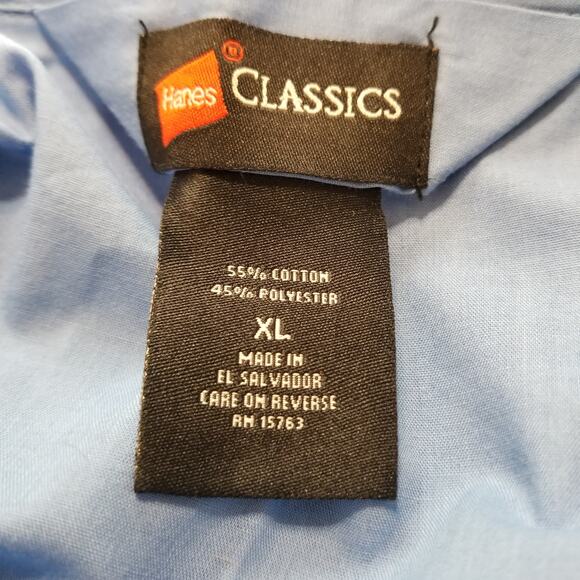 Hanes® CLASSICS
55% COTTON
45% POLYESTER
XL
MADE IN
EL SALVADOR
CARE ON REVERSE
RN 15763